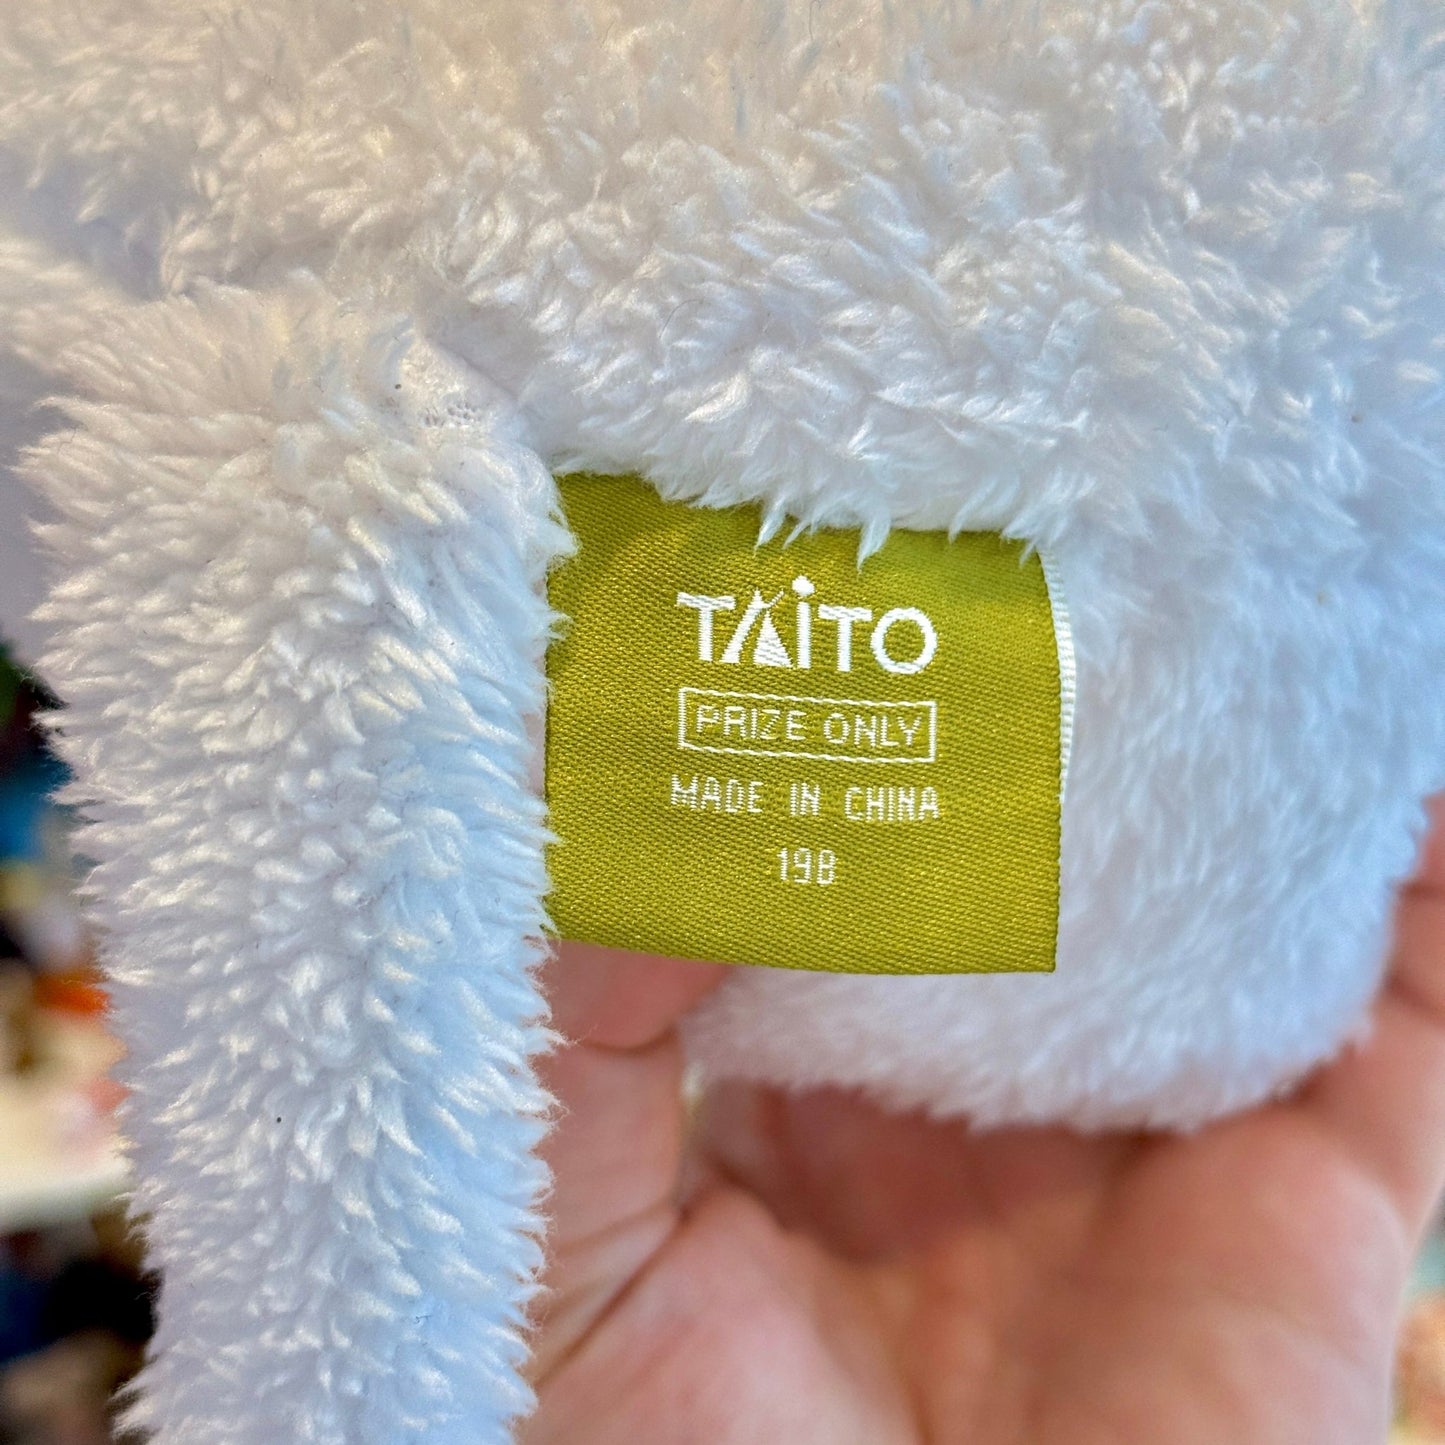 TAiTO
PRIZE ONLY
MADE IN CHINA
198